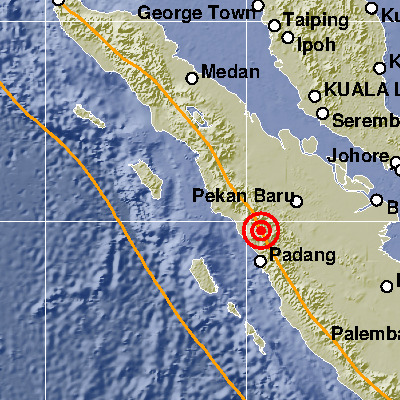 George Town
Taiping
Ku
Ipoh
Medan
K
KUALA L
Seremb
Johore
Pekan Baru
B
Padang
Palemba